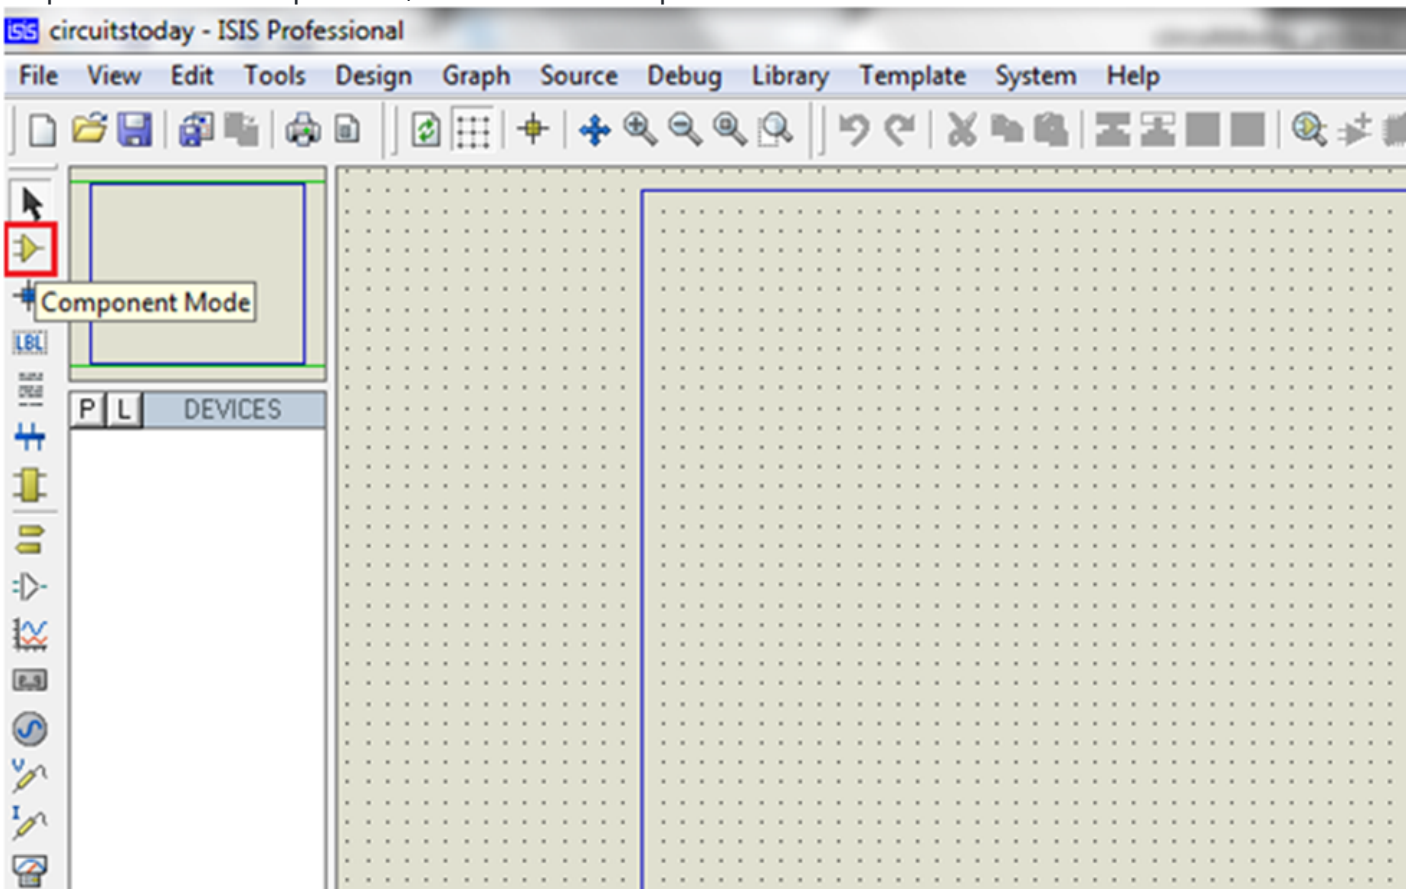 isis circuitstoday - ISIS Professional
File View Edit Tools Design Graph Source Debug Library Template System Help
Component Mode
LBL
P L DEVICES
V
I